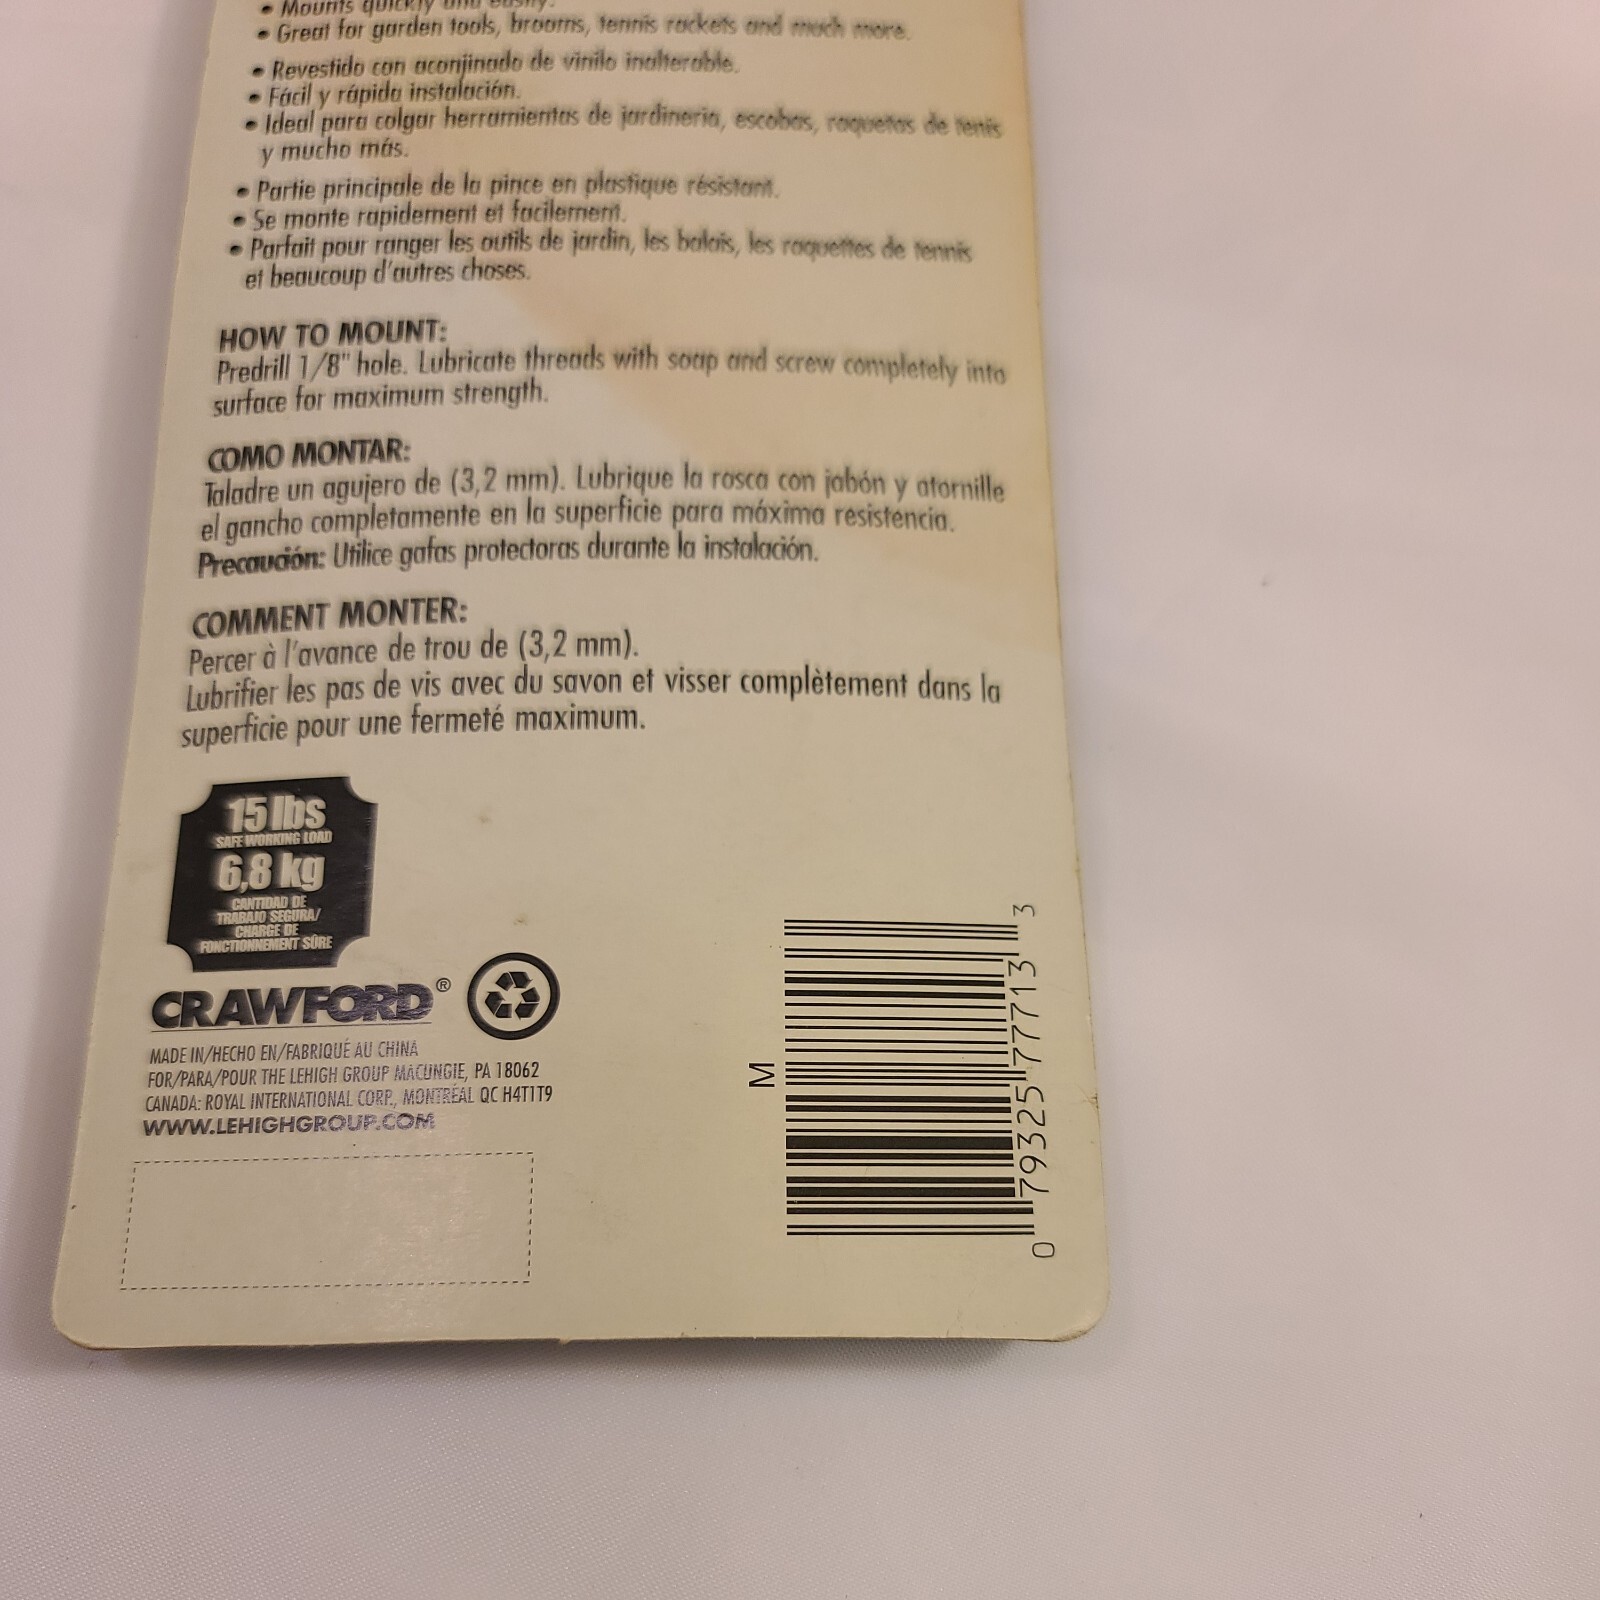 • Mounts quickly and easily.
• Great for garden tools, brooms, tennis rackets and much more.
• Revestido con aconjinado de vinilo inalterable.
• Fácil y rápida instalación.
• Ideal para colgar herramientas de jardineria, escobas, raquetas de tenis
y mucho más.
• Partie principale de la pince en plastique résistant.
• Se monte rapidement et facilement.
• Parfait pour ranger les outils de jardin, les balais, les raquettes de tennis
et beaucoup d'autres choses.
HOW TO MOUNT:
Predrill 1/8" hole. Lubricate threads with soap and screw completely into
surface for maximum strength.
COMO MONTAR:
Taladre un agujero de (3,2 mm). Lubrique la rosca con jabón y atornille
el gancho completamente en la superficie para máxima resistencia.
Precaución: Utilice gafas protectoras durante la instalación.
COMMENT MONTER:
Percer à l'avance de trou de (3,2 mm).
Lubrifier les pas de vis avec du savon et visser complètement dans la
superficie pour une fermeté maximum.
15 lbs
SAFE WORKING LOAD
6,8 kg
CANTIDAD DE
TRABAJO SEGURA/
CHARGE DE
FONCTIONNEMENT SÛRE
CRAWFORD®
MADE IN/HECHO EN/FABRIQUÉ AU CHINA
FOR/PARA/POUR THE LEHIGH GROUP MACUNGIE, PA 18062
CANADA: ROYAL INTERNATIONAL CORP., MONTRÉAL QC H4T1T9
WWW.LEHIGHGROUP.COM
M
0 79325 77713 3